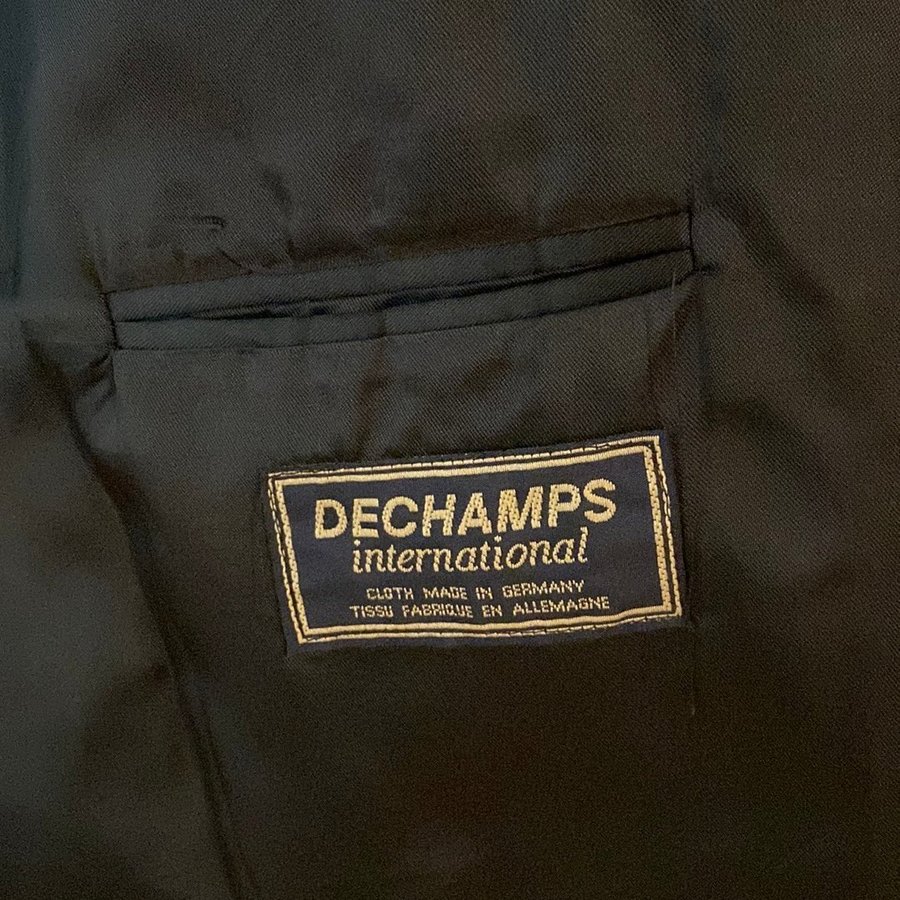 DECHAMPS
international
CLOTH MADE IN GERMANY
TISSU FABRIQUE EN ALLEMAGNE